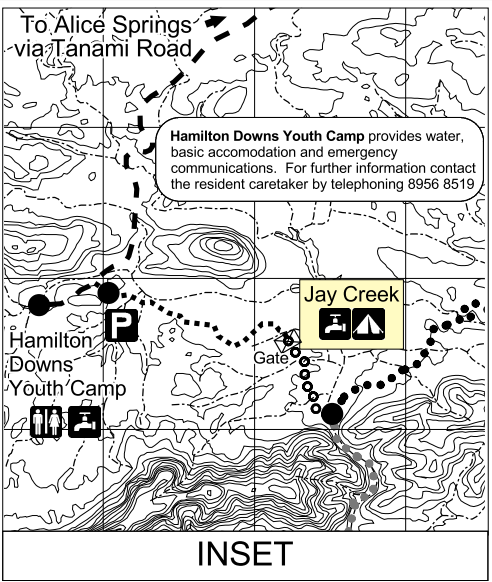 To Alice Springs
via Tanami Road
Hamilton Downs Youth Camp provides water,
basic accomodation and emergency
communications. For further information contact
the resident caretaker by telephoning 8956 8519
Jay Creek
P
Gate
Hamilton
Downs
Youth Camp
INSET